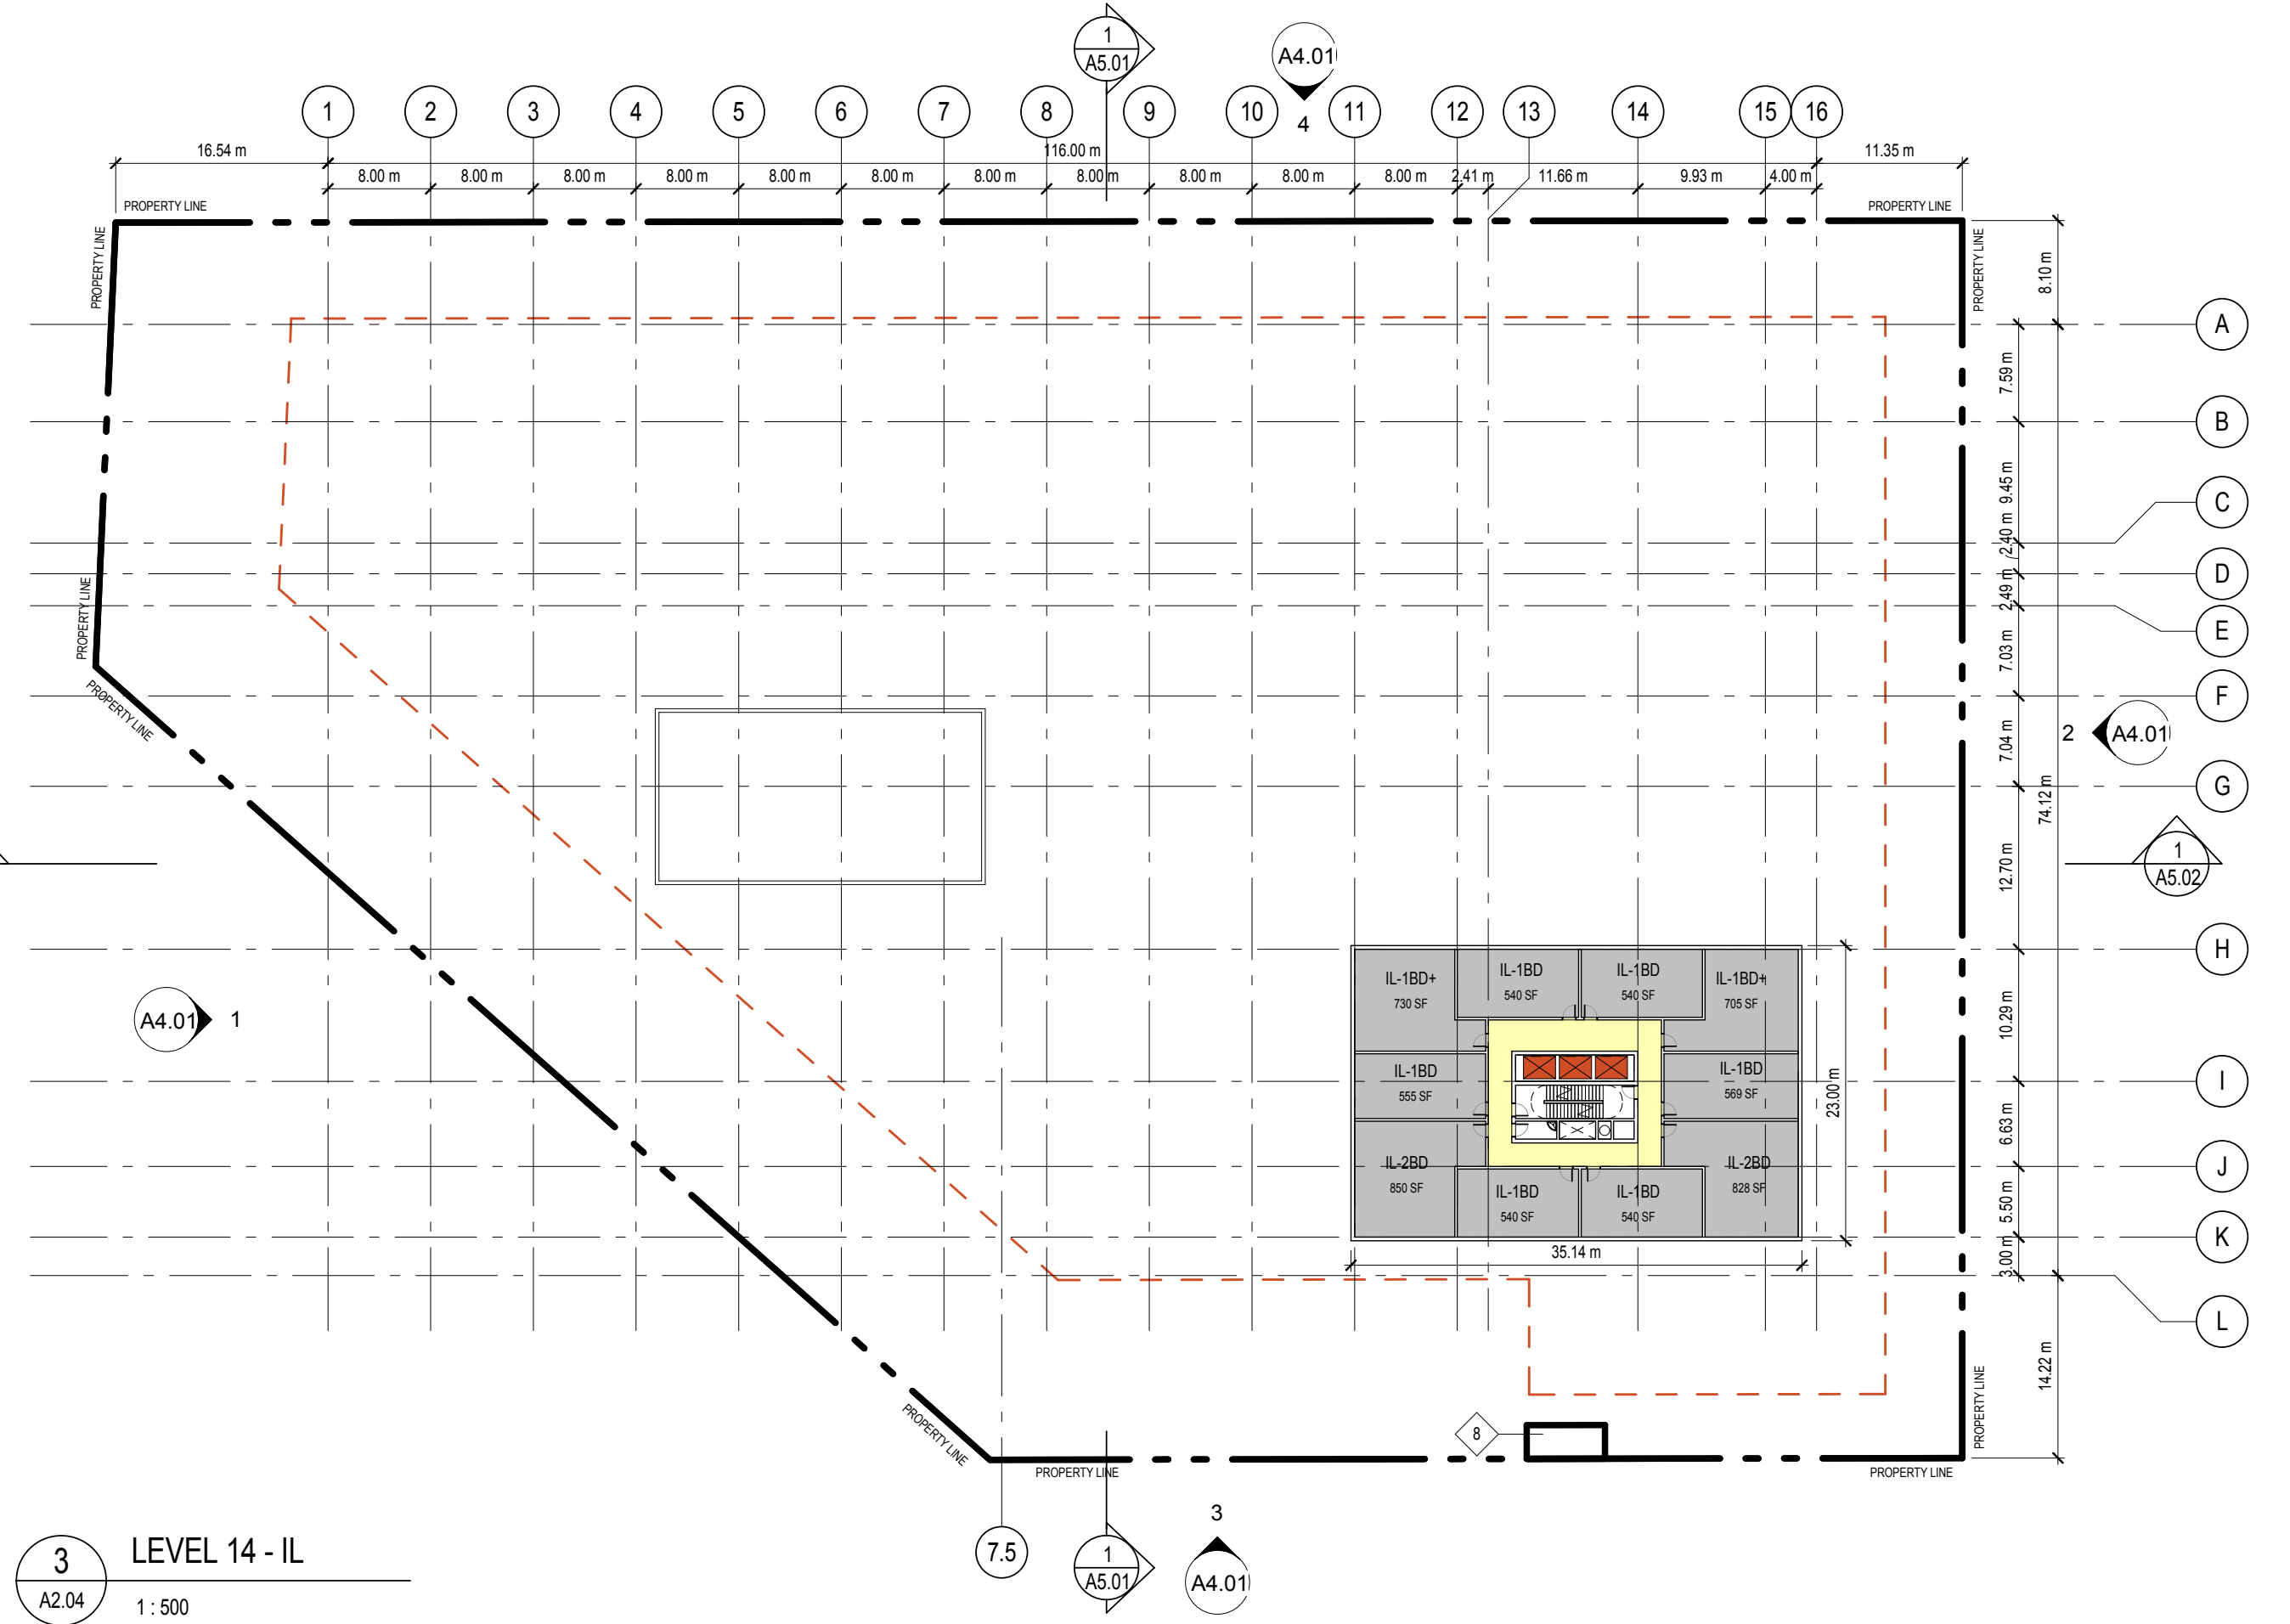 1
A5.01
A4.01
4
1
2
3
4
5
6
7
8
9
10
11
12
13
14
15
16
16.54 m
116.00 m
11.35 m
8.00 m
8.00 m
8.00 m
8.00 m
8.00 m
8.00 m
8.00 m
8.00 m
8.00 m
8.00 m
8.00 m
2.41 m
11.66 m
9.93 m
4.00 m
PROPERTY LINE
PROPERTY LINE
PROPERTY LINE
PROPERTY LINE
PROPERTY LINE
PROPERTY LINE
8.10 m
7.59 m
9.45 m
2.40 m
2.49 m
7.03 m
7.04 m
74.12 m
12.70 m
10.29 m
6.63 m
5.50 m
3.00 m
14.22 m
A
B
C
D
E
F
G
H
I
J
K
L
2
A4.01
1
A5.02
A4.01
1
IL-1BD+
730 SF
IL-1BD
540 SF
IL-1BD
540 SF
IL-1BD+
705 SF
IL-1BD
555 SF
IL-1BD
569 SF
IL-2BD
850 SF
IL-2BD
828 SF
IL-1BD
540 SF
IL-1BD
540 SF
23.00 m
35.14 m
8
PROPERTY LINE
PROPERTY LINE
PROPERTY LINE
PROPERTY LINE
7.5
1
A5.01
3
A4.01
3
A2.04
LEVEL 14 - IL
1 : 500